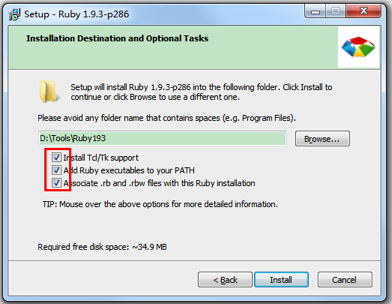 Setup - Ruby 1.9.3-p286
Installation Destination and Optional Tasks
Setup will install Ruby 1.9.3-p286 into the following folder. Click Install to
continue or click Browse to use a different one.
Please avoid any folder name that contains spaces (e.g. Program Files).
D:\Tools\Ruby193
Browse...
Install Tcl/Tk support
Add Ruby executables to your PATH
Associate .rb and .rbw files with this Ruby installation
TIP: Mouse over the above options for more detailed information.
Required free disk space: ~34.9 MB
< Back
Install
Cancel